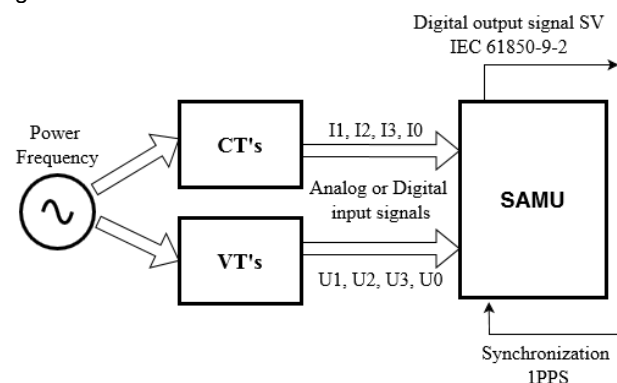 Digital output signal SV
IEC 61850-9-2
Power
Frequency
CT's
I1, I2, I3, I0
Analog or Digital
input signals
SAMU
VT's
U1, U2, U3, U0
Synchronization
1PPS